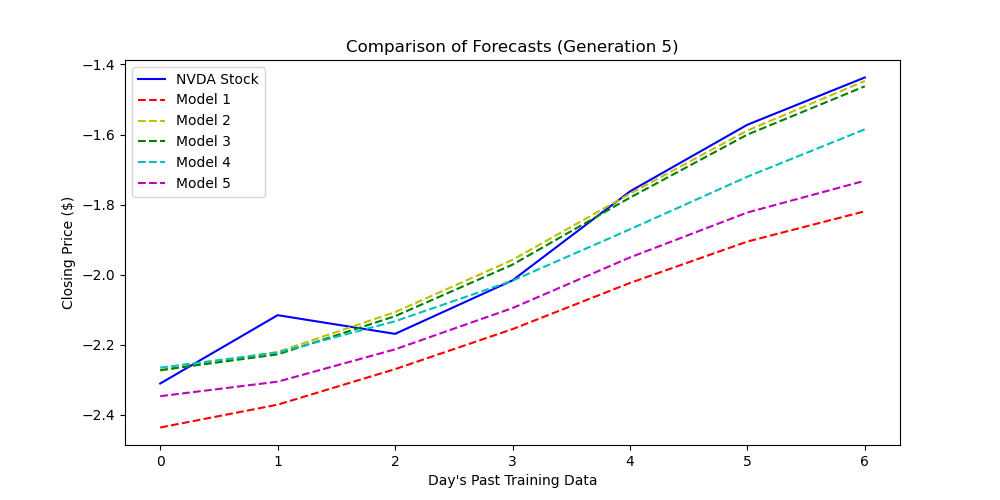 Comparison of Forecasts (Generation 5)
−1.4
−1.6
−1.8
−2.0
−2.2
−2.4
Closing Price ($)
NVDA Stock
Model 1
Model 2
Model 3
Model 4
Model 5
0 1 2 3 4 5 6
Day's Past Training Data